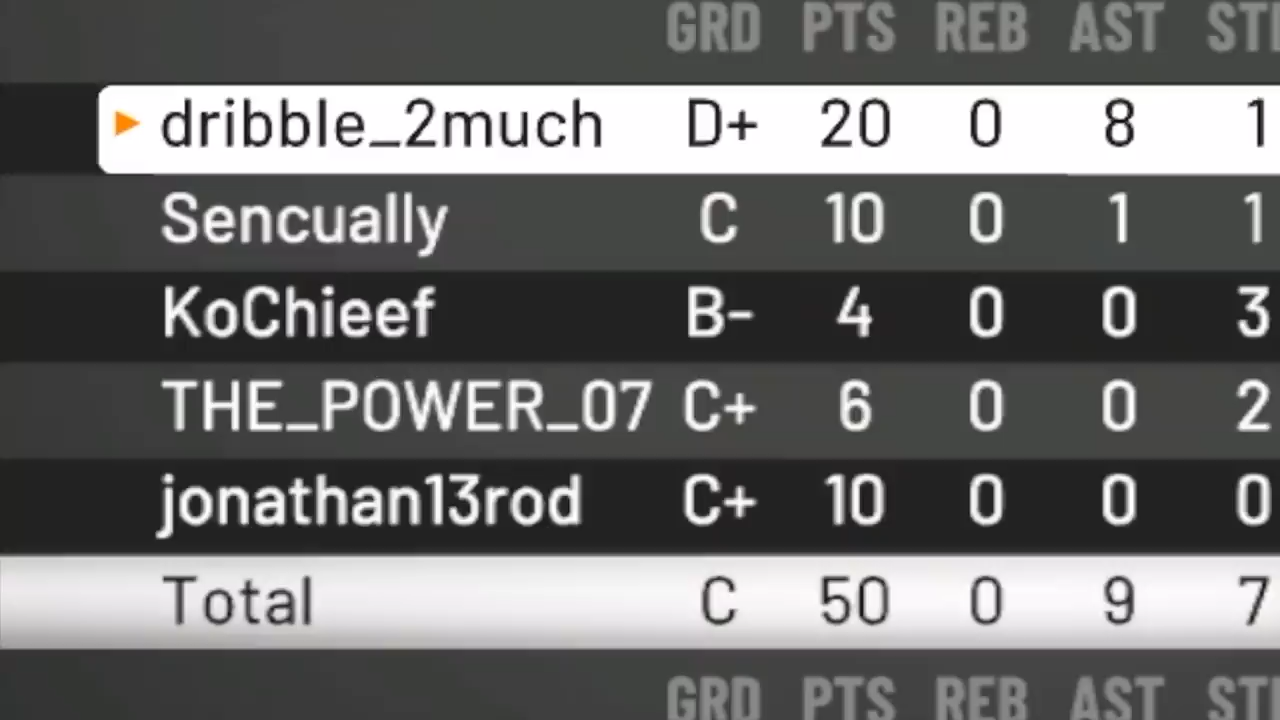 GRD PTS REB AST ST
dribble_2much D+ 20 0 8 1
Sencually C 10 0 1 1
KoChieef B- 4 0 0 3
THE_POWER_07 C+ 6 0 0 2
jonathan13rod C+ 10 0 0 0
Total C 50 0 9 7
GRD PTS REB AST ST